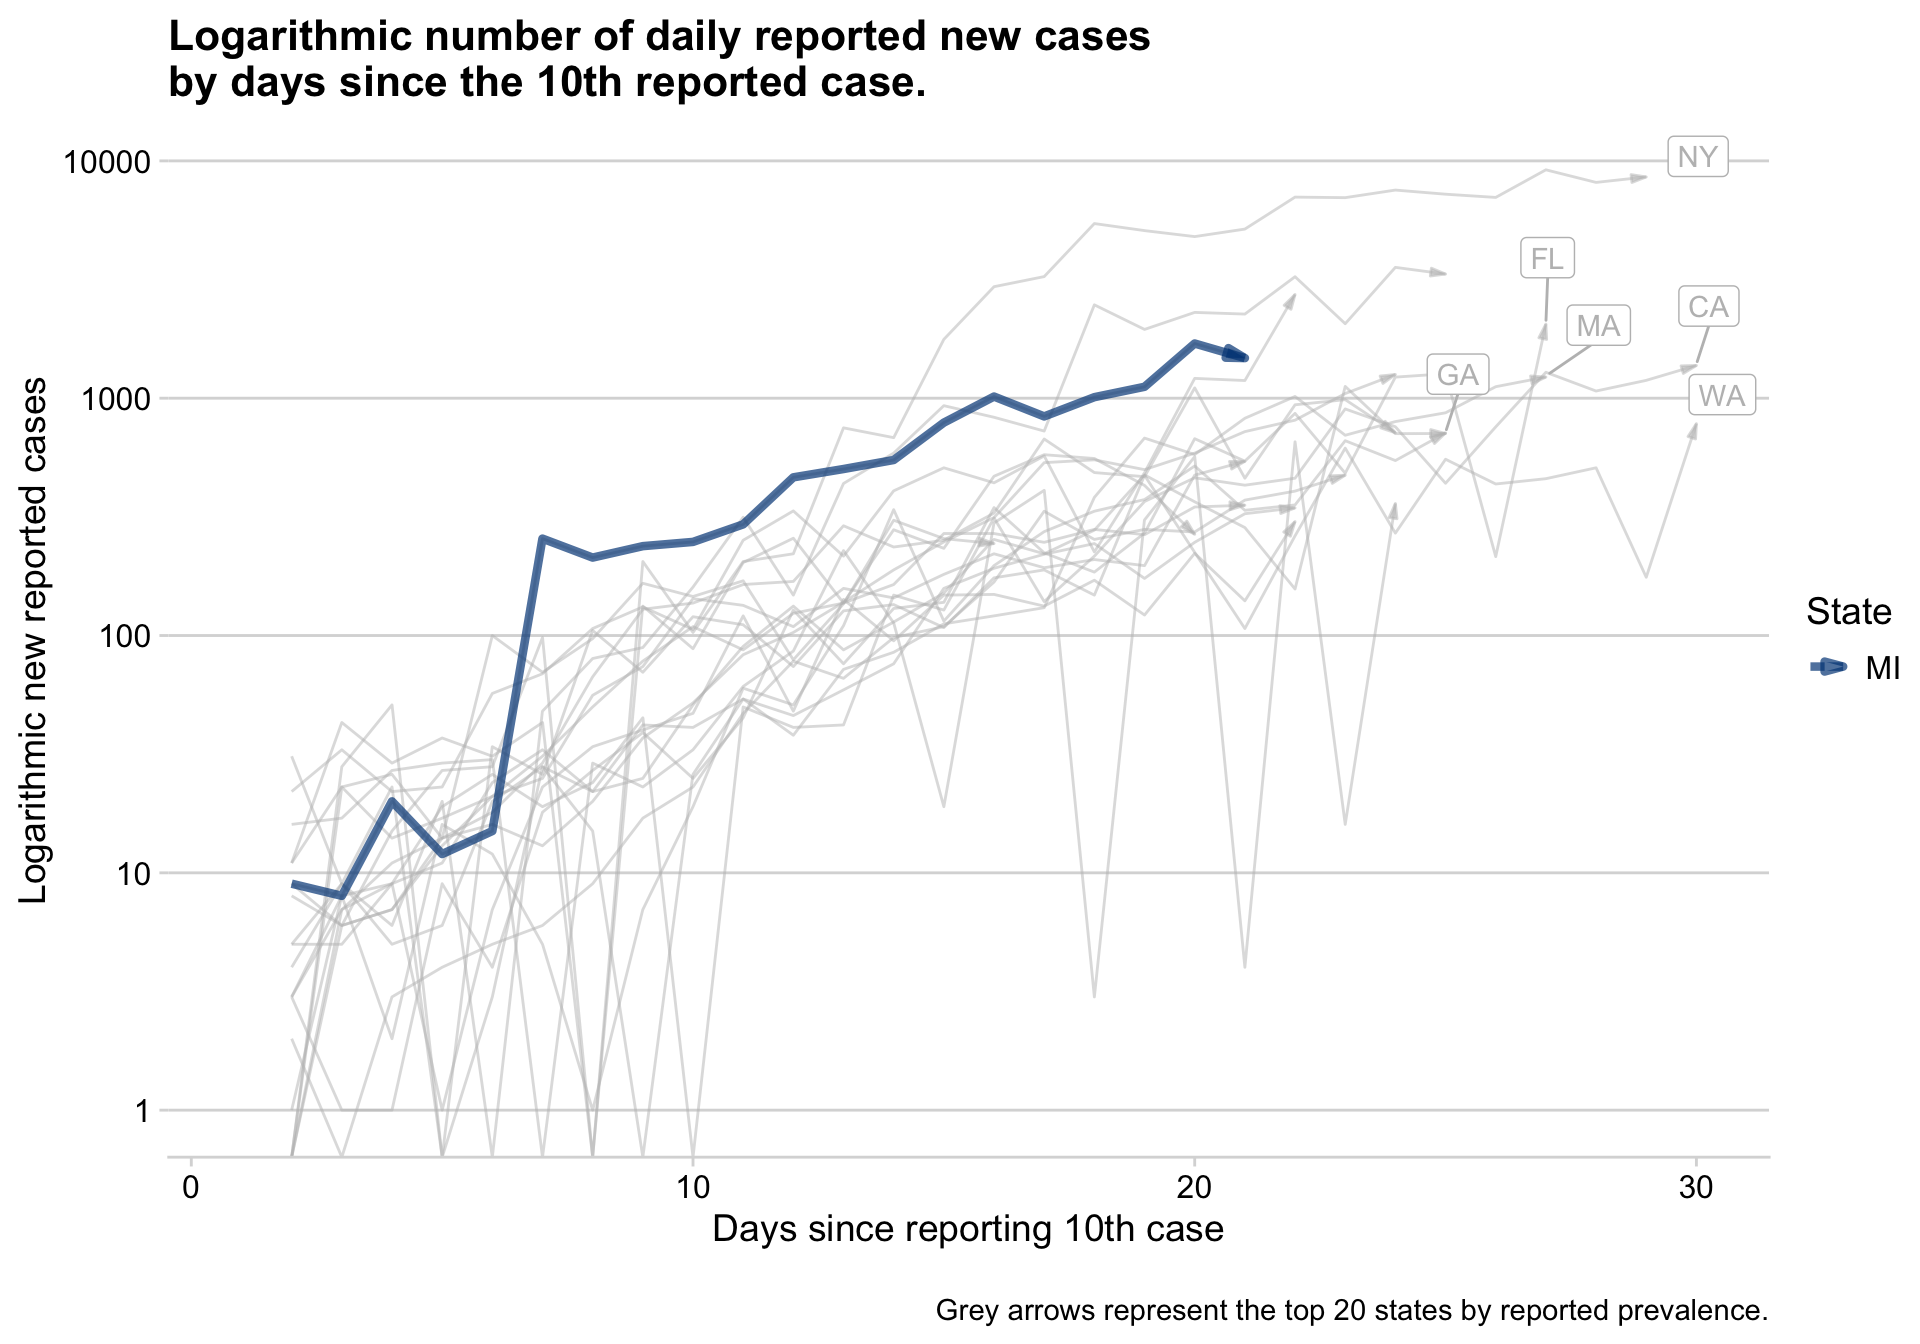 Logarithmic number of daily reported new cases
by days since the 10th reported case.
Logarithmic new reported cases
10000
1000
100
10
1
NY
FL
CA
MA
GA
WA
State
MI
0
10
20
30
Days since reporting 10th case
Grey arrows represent the top 20 states by reported prevalence.